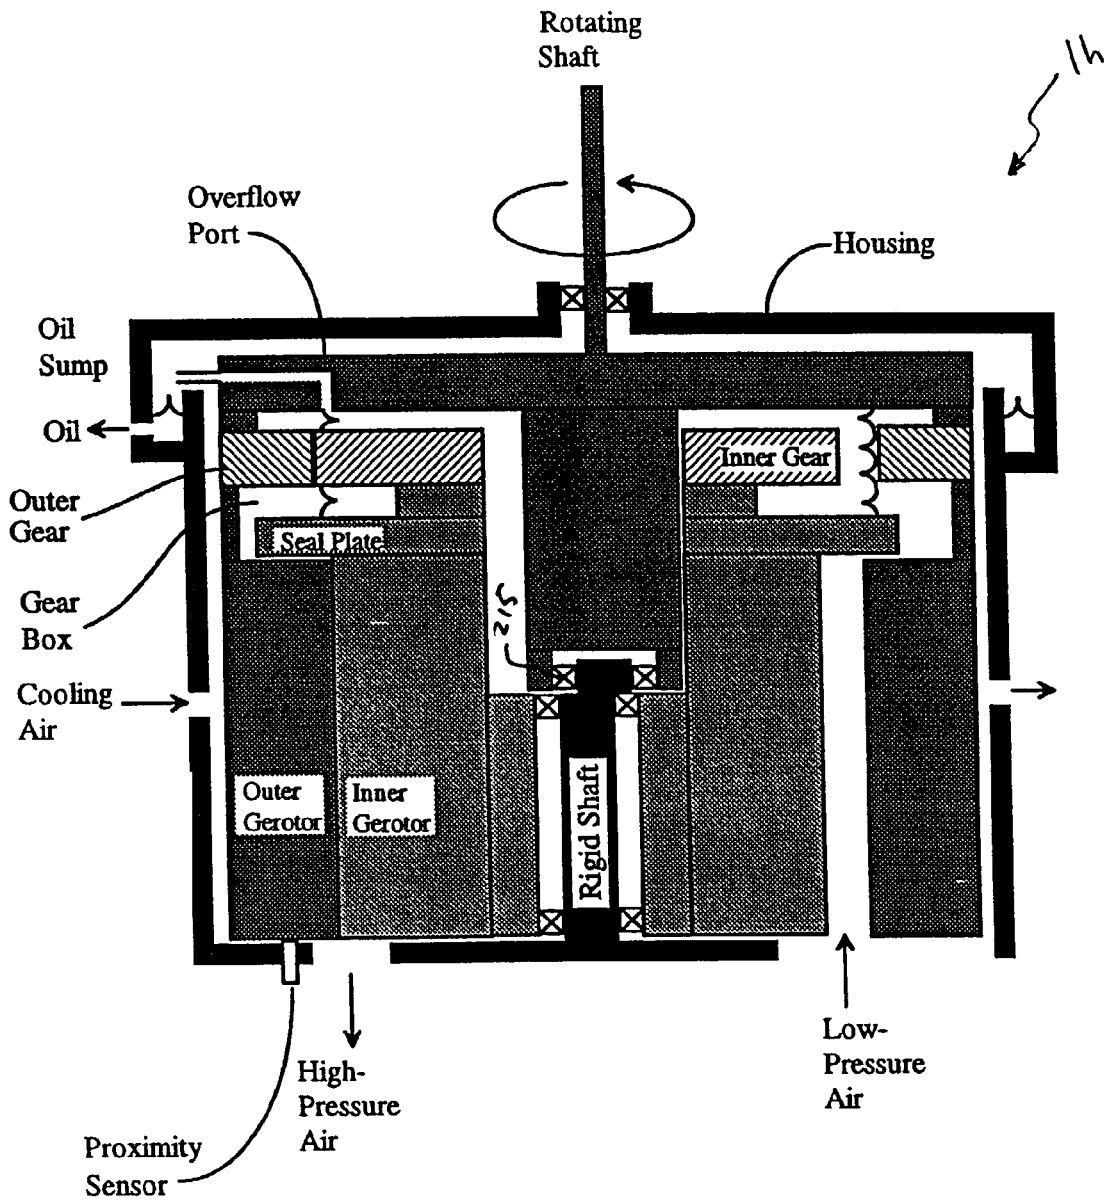 Rotating
Shaft
1h
Overflow
Port
Housing
Oil
Sump
Oil
Inner Gear
Outer
Gear
Seal Plate
Gear
Box
215
Cooling
Air
Outer
Gerotor
Inner
Gerotor
Rigid Shaft
High-
Pressure
Air
Low-
Pressure
Air
Proximity
Sensor